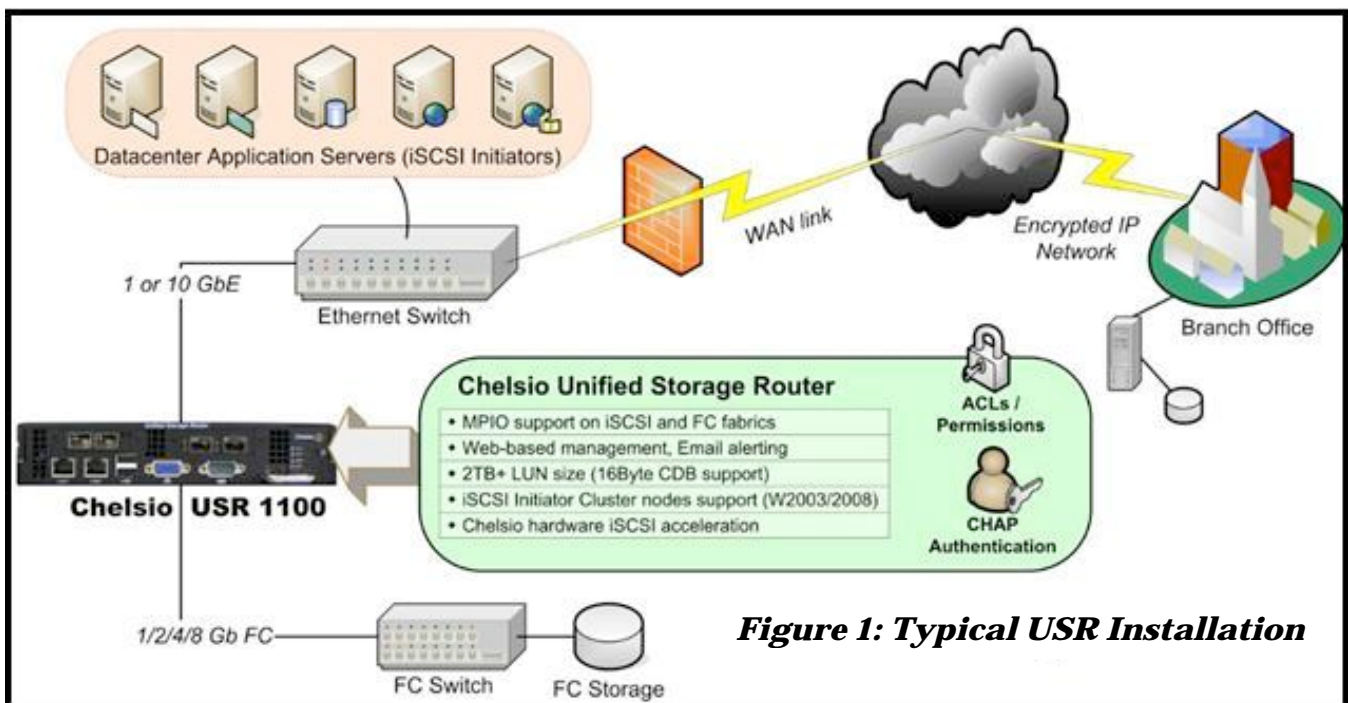 Datacenter Application Servers (iSCSI Initiators)
WAN link
Encrypted IP
Network
1 or 10 GbE
Ethernet Switch
Branch Office
Chelsio Unified Storage Router
• MPIO support on iSCSI and FC fabrics
• Web-based management, Email alerting
• 2TB+ LUN size (16Byte CDB support)
• iSCSI Initiator Cluster nodes support (W2003/2008)
• Chelsio hardware iSCSI acceleration
ACLs /
Permissions
CHAP
Authentication
Unified Storage Router
Chelsio USR 1100
1/2/4/8 Gb FC
FC Switch
FC Storage
Figure 1: Typical USR Installation